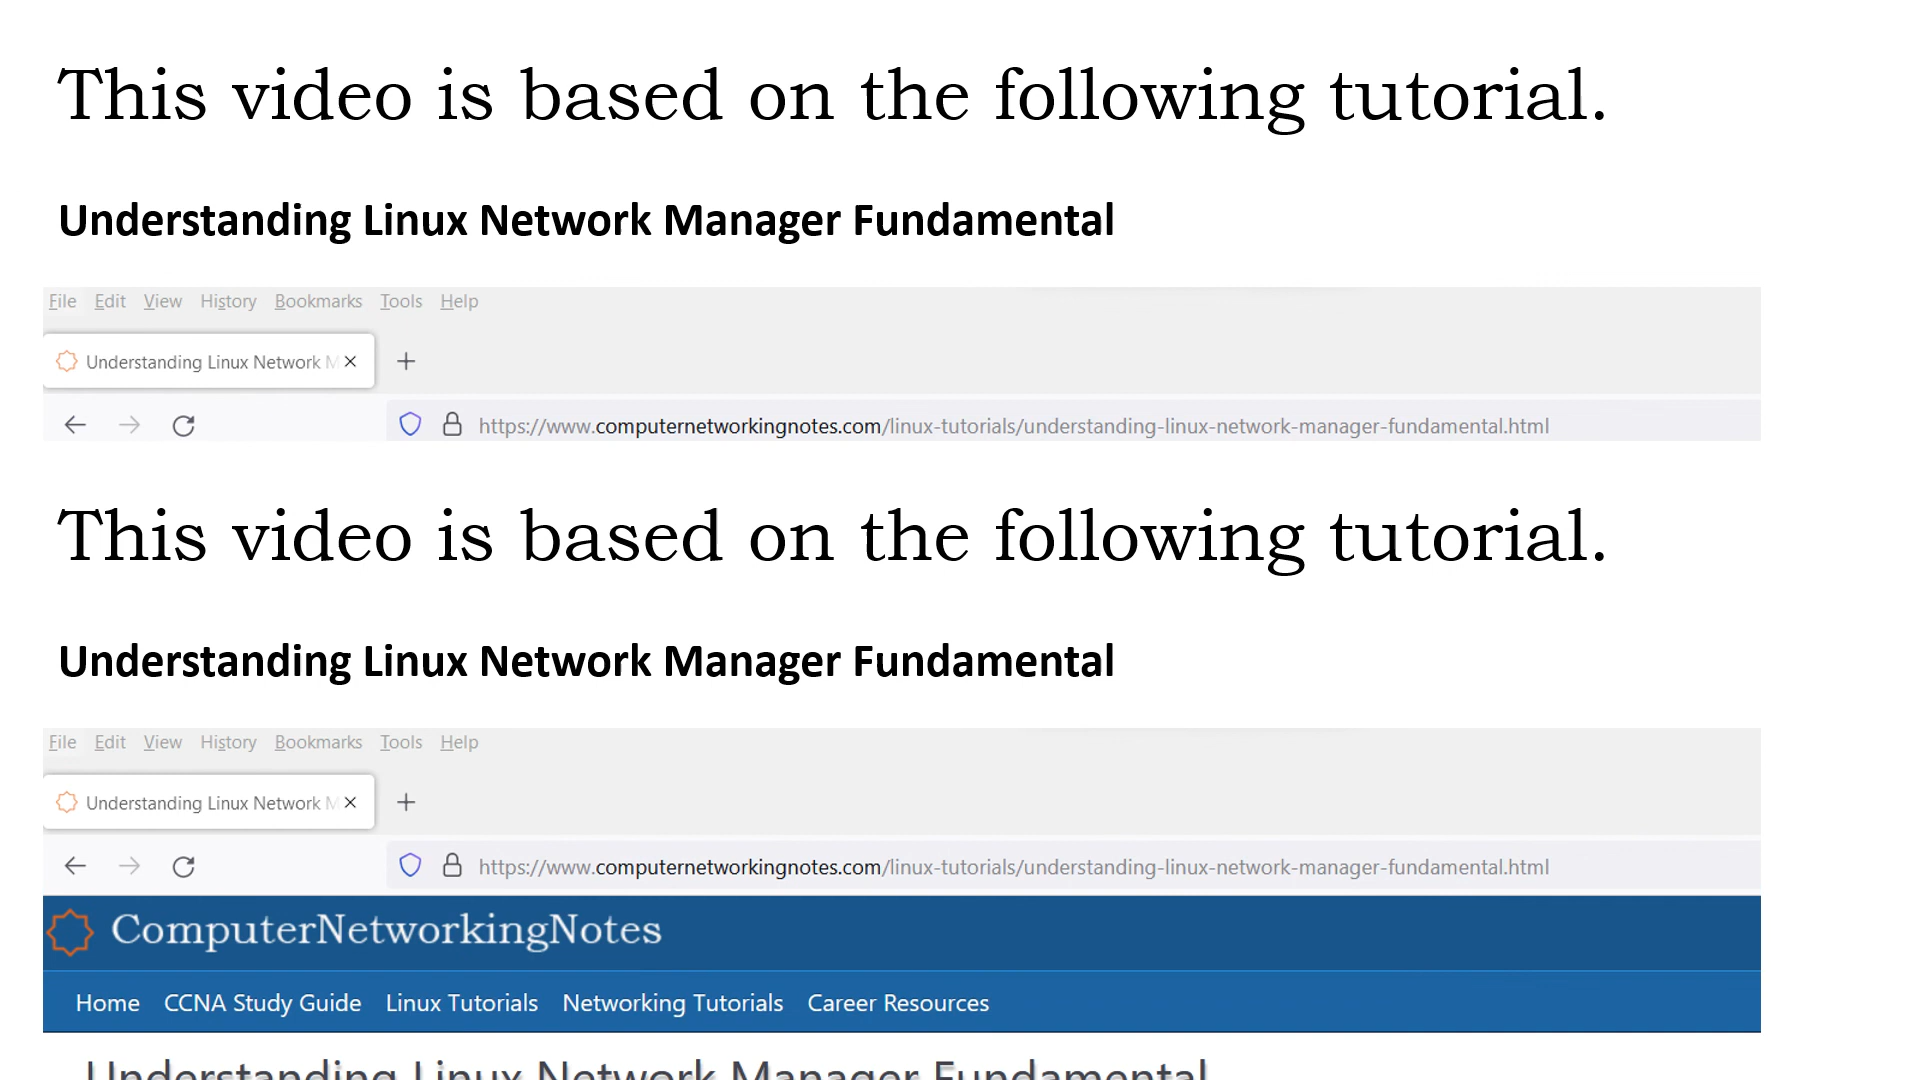 This video is based on the following tutorial.
Understanding Linux Network Manager Fundamental
File Edit View History Bookmarks Tools Help
Understanding Linux Network M
https://www.computernetworkingnotes.com/linux-tutorials/understanding-linux-network-manager-fundamental.html
This video is based on the following tutorial.
Understanding Linux Network Manager Fundamental
File Edit View History Bookmarks Tools Help
Understanding Linux Network M
https://www.computernetworkingnotes.com/linux-tutorials/understanding-linux-network-manager-fundamental.html
ComputerNetworkingNotes
Home CCNA Study Guide Linux Tutorials Networking Tutorials Career Resources
Understanding Linux Network Manager Fundamental